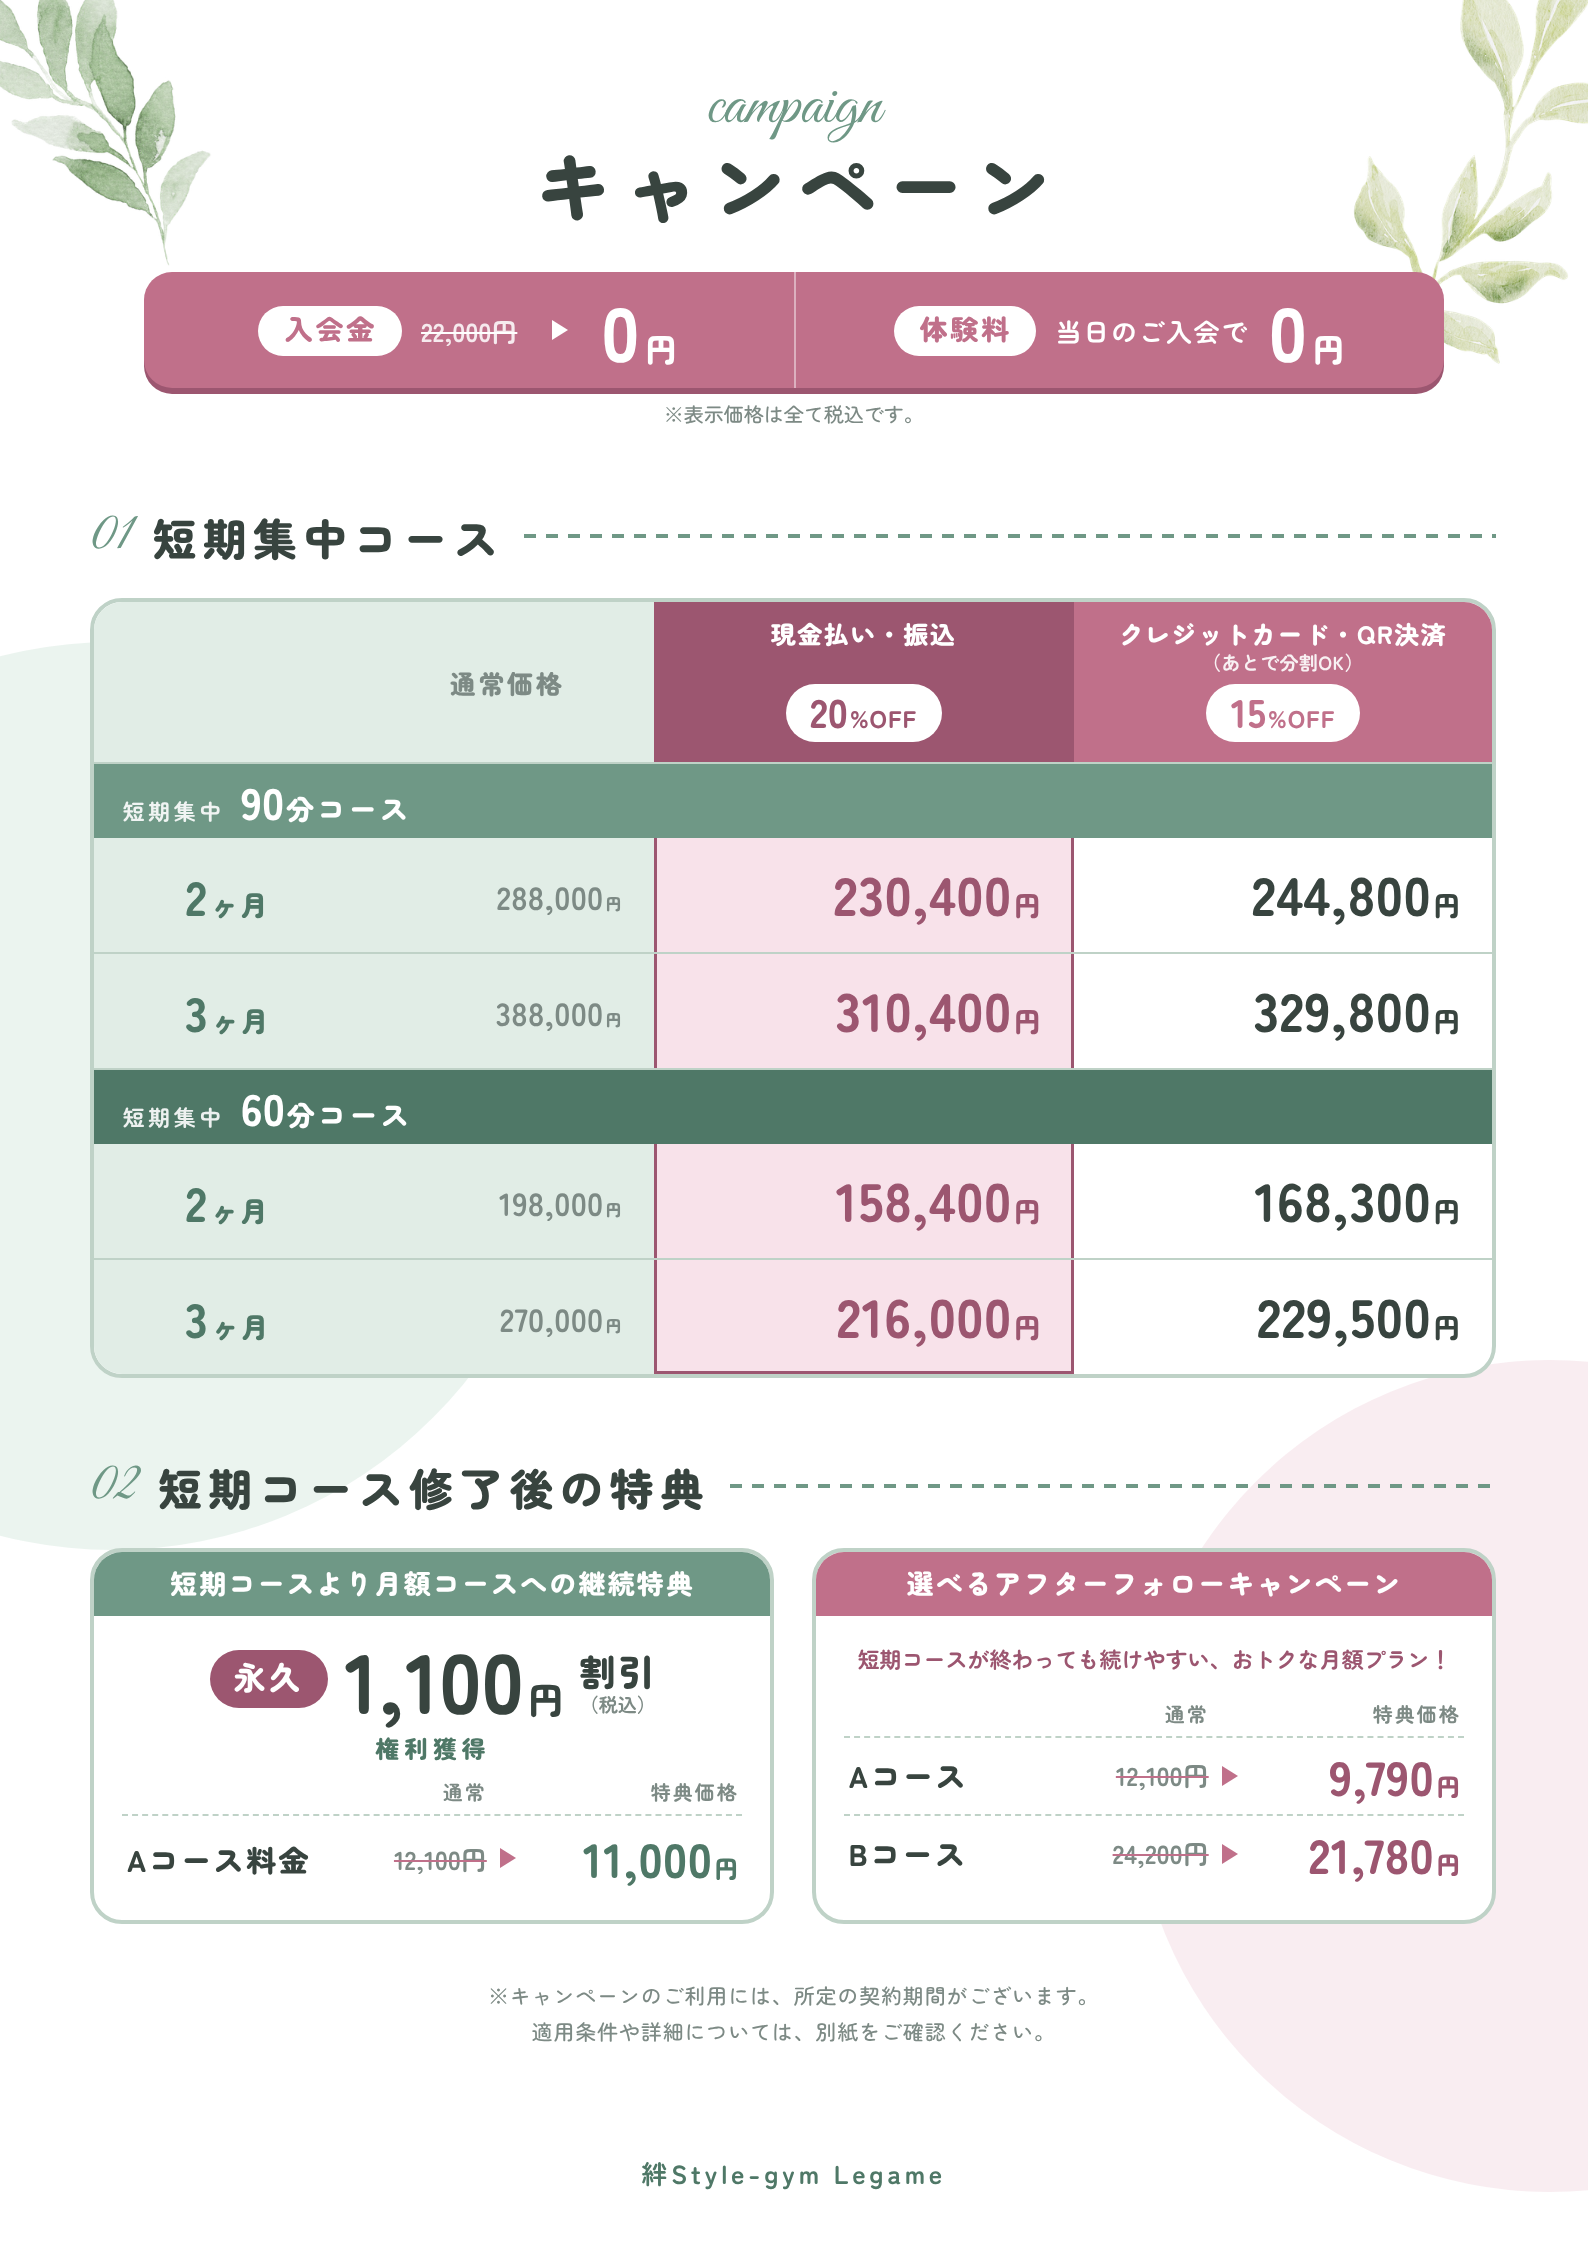 campaign
キャンペーン
入会金 22,000円 ▶ 0円
体験料 当日のご入会で 0円
※表示価格は全て税込です。
01 短期集中コース
通常価格
現金払い・振込
20%OFF
クレジットカード・QR決済
（あとで分割OK）
15%OFF
短期集中 90分コース
2ヶ月 288,000円 230,400円 244,800円
3ヶ月 388,000円 310,400円 329,800円
短期集中 60分コース
2ヶ月 198,000円 158,400円 168,300円
3ヶ月 270,000円 216,000円 229,500円
02 短期コース修了後の特典
短期コースより月額コースへの継続特典
永久 1,100円 割引
（税込）
権利獲得
通常 特典価格
Aコース料金 12,100円 ▶ 11,000円
選べるアフターフォローキャンペーン
短期コースが終わっても続けやすい、おトクな月額プラン！
通常 特典価格
Aコース 12,100円 ▶ 9,790円
Bコース 24,200円 ▶ 21,780円
※キャンペーンのご利用には、所定の契約期間がございます。
適用条件や詳細については、別紙をご確認ください。
絆Style-gym Legame